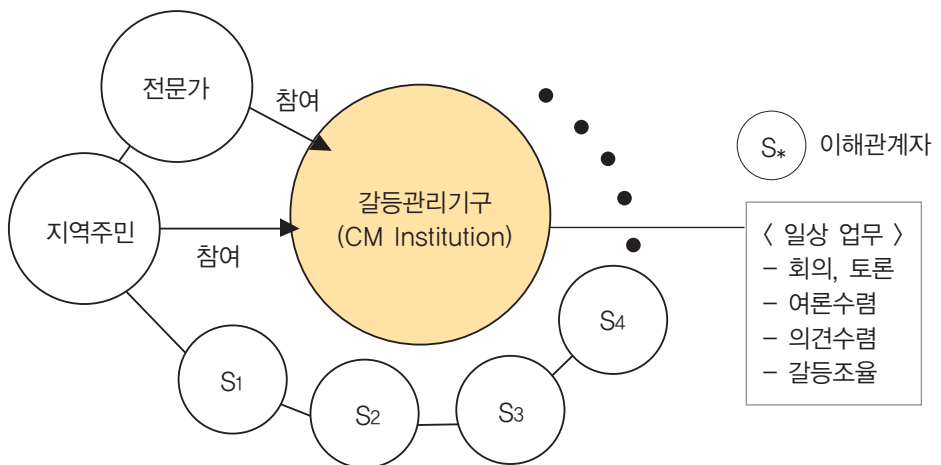 전문가
참여
지역주민
참여
갈등관리기구
(CM Institution)
S1
S2
S3
S4
S* 이해관계자
〈 일상 업무 〉
- 회의, 토론
- 여론수렴
- 의견수렴
- 갈등조율